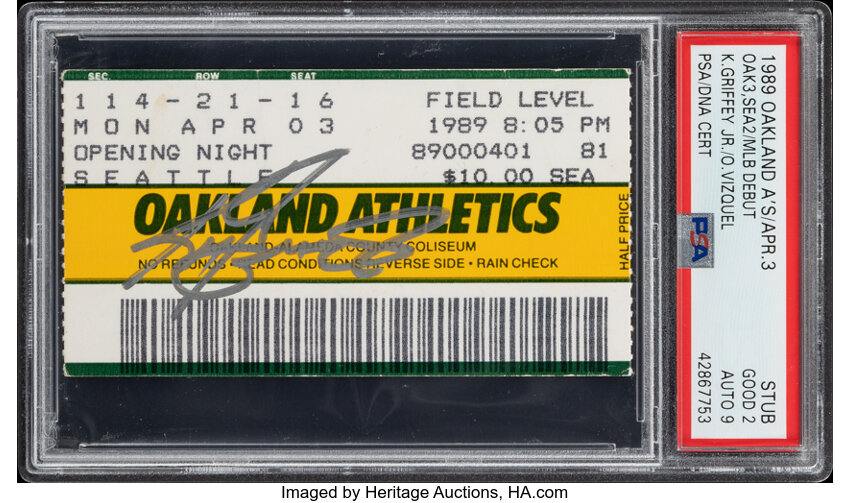 SEC. ROW SEAT
114-21-16 FIELD LEVEL
MON APR 03 1989 8:05 PM
OPENING NIGHT 89000401 81
SEATTLE $10.00 SEA
OAKLAND ATHLETICS
OAKLAND-ALAMEDA COUNTY COLISEUM
NO REFUNDS • READ CONDITIONS REVERSE SIDE • RAIN CHECK
HALF PRICE
1989 OAKLAND A'S/APR.3
OAK3,SEA2/MLB DEBUT
K.GRIFFEY JR./O.VIZQUEL
PSA/DNA CERT
PSA
STUB
GOOD 2
AUTO 9
42867753
Imaged by Heritage Auctions, HA.com